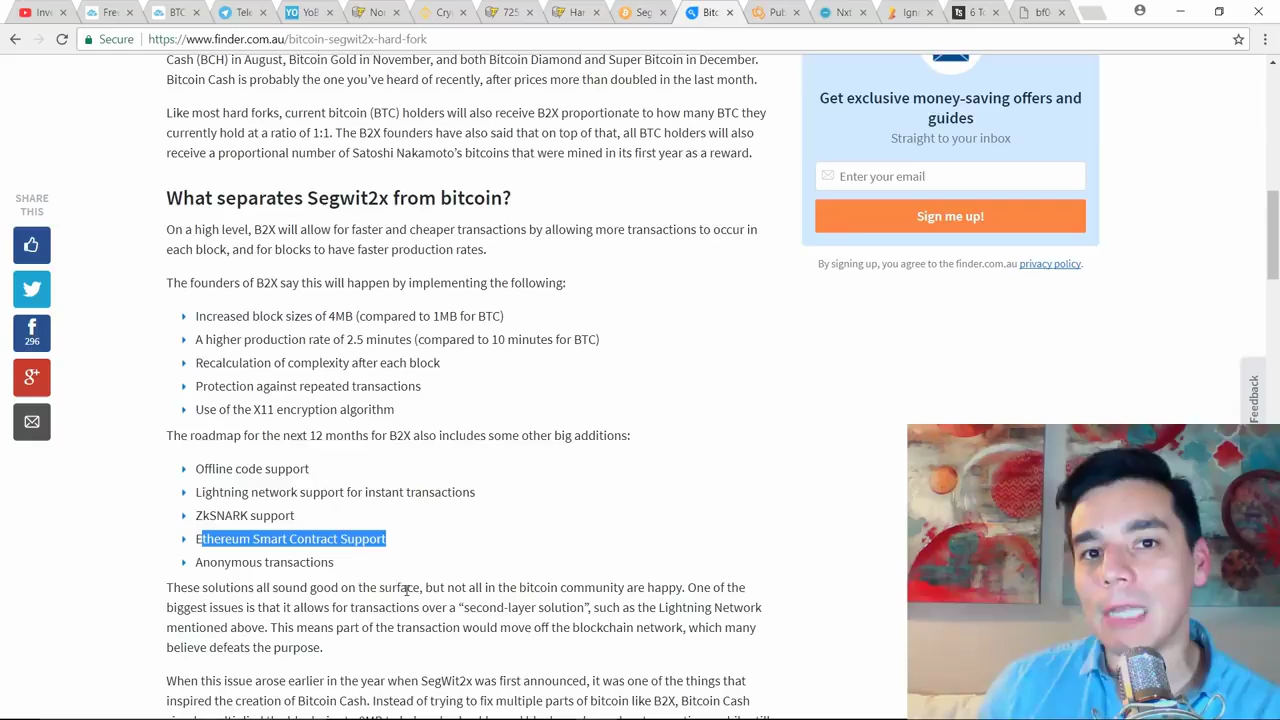 Inve
Free
BTC
Tele
YoB
Nor
Cryp
725
Har
Seg
Bitc
Pub
Nxt
Igni
6 To
bf0
Secure
https://www.finder.com.au/bitcoin-segwit2x-hard-fork
Cash (BCH) in August, Bitcoin Gold in November, and both Bitcoin Diamond and Super Bitcoin in December.
Bitcoin Cash is probably the one you've heard of recently, after prices more than doubled in the last month.
Like most hard forks, current bitcoin (BTC) holders will also receive B2X proportionate to how many BTC they
currently hold at a ratio of 1:1. The B2X founders have also said that on top of that, all BTC holders will also
receive a proportional number of Satoshi Nakamoto's bitcoins that were mined in its first year as a reward.
What separates Segwit2x from bitcoin?
On a high level, B2X will allow for faster and cheaper transactions by allowing more transactions to occur in
each block, and for blocks to have faster production rates.
The founders of B2X say this will happen by implementing the following:
Increased block sizes of 4MB (compared to 1MB for BTC)
A higher production rate of 2.5 minutes (compared to 10 minutes for BTC)
Recalculation of complexity after each block
Protection against repeated transactions
Use of the X11 encryption algorithm
The roadmap for the next 12 months for B2X also includes some other big additions:
Offline code support
Lightning network support for instant transactions
ZkSNARK support
Ethereum Smart Contract Support
Anonymous transactions
These solutions all sound good on the surface, but not all in the bitcoin community are happy. One of the
biggest issues is that it allows for transactions over a "second-layer solution", such as the Lightning Network
mentioned above. This means part of the transaction would move off the blockchain network, which many
believe defeats the purpose.
When this issue arose earlier in the year when SegWit2x was first announced, it was one of the things that
inspired the creation of Bitcoin Cash. Instead of trying to fix multiple parts of bitcoin like B2X, Bitcoin Cash
SHARE
THIS
296
Get exclusive money-saving offers and
guides
Straight to your inbox
Enter your email
Sign me up!
By signing up, you agree to the finder.com.au privacy policy.
Feedback